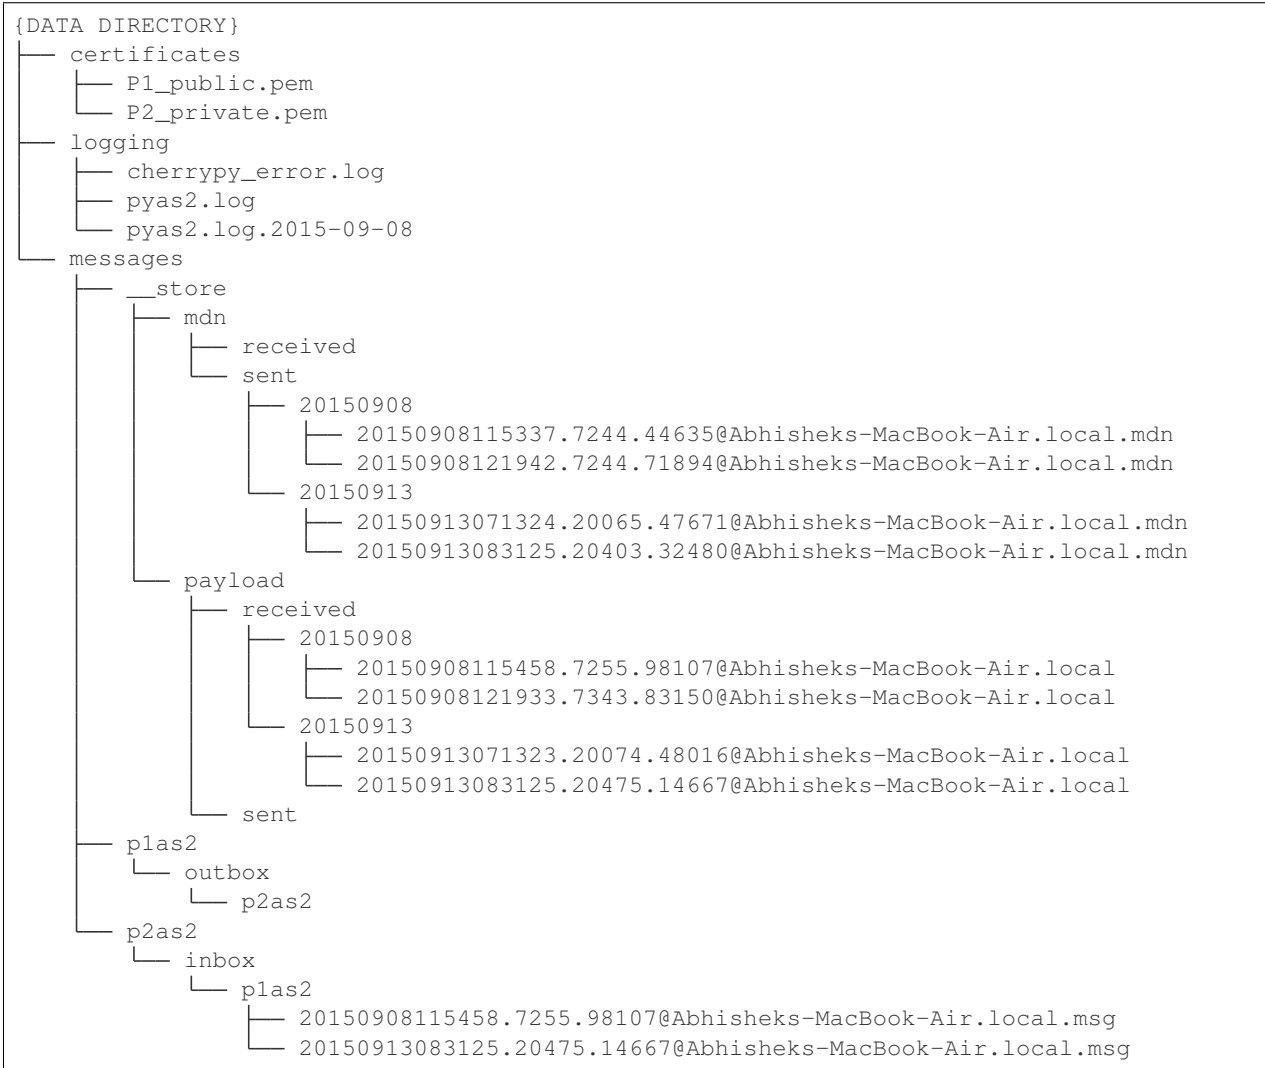 {DATA DIRECTORY}
├── certificates
│   ├── P1_public.pem
│   └── P2_private.pem
├── logging
│   ├── cherrypy_error.log
│   ├── pyas2.log
│   └── pyas2.log.2015-09-08
└── messages
    ├── __store
    │   ├── mdn
    │   │   ├── received
    │   │   └── sent
    │   │       ├── 20150908
    │   │       │   ├── 20150908115337.7244.44635@Abhisheks-MacBook-Air.local.mdn
    │   │       │   └── 20150908121942.7244.71894@Abhisheks-MacBook-Air.local.mdn
    │   │       └── 20150913
    │   │           ├── 20150913071324.20065.47671@Abhisheks-MacBook-Air.local.mdn
    │   │           └── 20150913083125.20403.32480@Abhisheks-MacBook-Air.local.mdn
    │   └── payload
    │       ├── received
    │       │   ├── 20150908
    │       │   │   ├── 20150908115458.7255.98107@Abhisheks-MacBook-Air.local
    │       │   │   └── 20150908121933.7343.83150@Abhisheks-MacBook-Air.local
    │       │   └── 20150913
    │       │       ├── 20150913071323.20074.48016@Abhisheks-MacBook-Air.local
    │       │       └── 20150913083125.20475.14667@Abhisheks-MacBook-Air.local
    │       └── sent
    ├── p1as2
    │   └── outbox
    │       └── p2as2
    └── p2as2
        └── inbox
            └── p1as2
                ├── 20150908115458.7255.98107@Abhisheks-MacBook-Air.local.msg
                └── 20150913083125.20475.14667@Abhisheks-MacBook-Air.local.msg